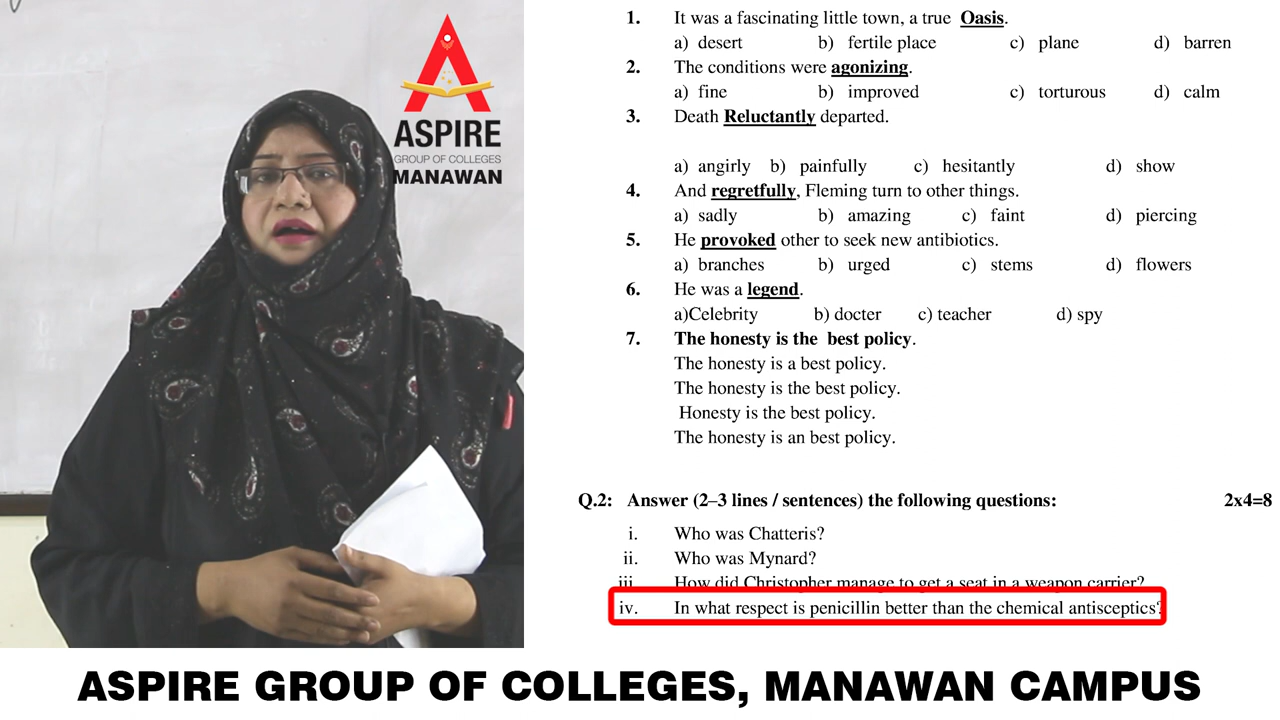 ASPIRE
GROUP OF COLLEGES
MANAWAN
1. It was a fascinating little town, a true Oasis.
a) desert b) fertile place c) plane d) barren
2. The conditions were agonizing.
a) fine b) improved c) torturous d) calm
3. Death Reluctantly departed.
a) angirly b) painfully c) hesitantly d) show
4. And regretfully, Fleming turn to other things.
a) sadly b) amazing c) faint d) piercing
5. He provoked other to seek new antibiotics.
a) branches b) urged c) stems d) flowers
6. He was a legend.
a)Celebrity b) docter c) teacher d) spy
7. The honesty is the best policy.
The honesty is a best policy.
The honesty is the best policy.
Honesty is the best policy.
The honesty is an best policy.
Q.2: Answer (2–3 lines / sentences) the following questions: 2x4=8
i. Who was Chatteris?
ii. Who was Mynard?
iii. How did Christopher manage to get a seat in a weapon carrier?
iv. In what respect is penicillin better than the chemical antisceptics?
ASPIRE GROUP OF COLLEGES, MANAWAN CAMPUS